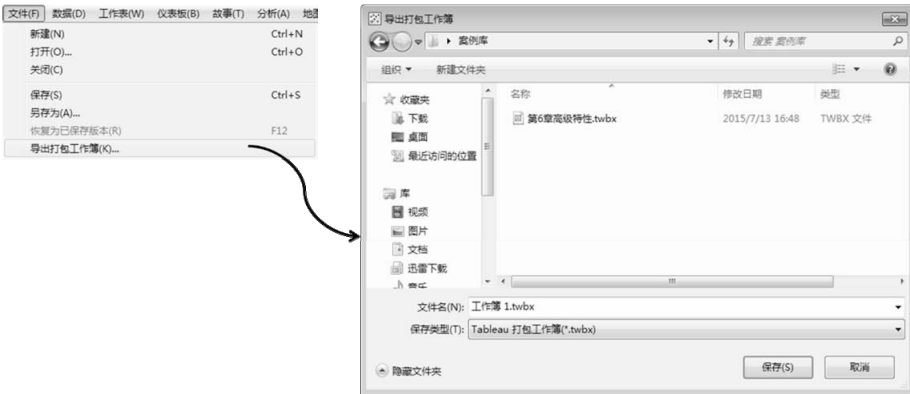 文件(F) 数据(D) 工作表(W) 仪表板(B) 故事(T) 分析(A) 地图
新建(N) Ctrl+N
打开(O)... Ctrl+O
关闭(C)
保存(S) Ctrl+S
另存为(A)...
恢复为已保存版本(R) F12
导出打包工作簿(K)...
导出打包工作簿
案例库
搜索 案例库
组织 新建文件夹
名称 修改日期 类型
收藏夹
下载
桌面
最近访问的位置
第6章高级特性.twbx 2015/7/13 16:48 TWBX 文件
库
视频
图片
文档
迅雷下载
音乐
文件名(N): 工作簿 1.twbx
保存类型(T): Tableau 打包工作簿(*.twbx)
隐藏文件夹 保存(S) 取消